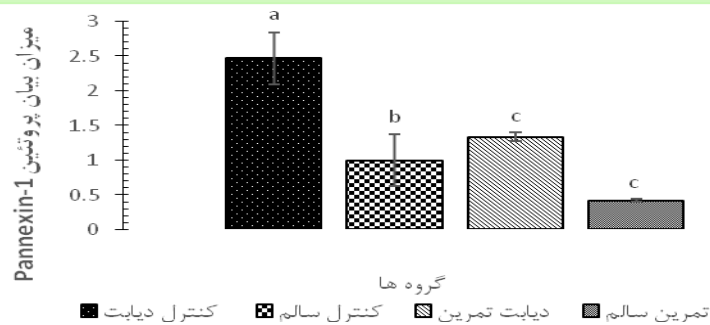 میزان بیان پروتئین Pannexin-1
3
2.5
2
1.5
1
0.5
0
a
b
c
c
گروه ها
کنترل دیابت
کنترل سالم
دیابت تمرین
تمرین سالم